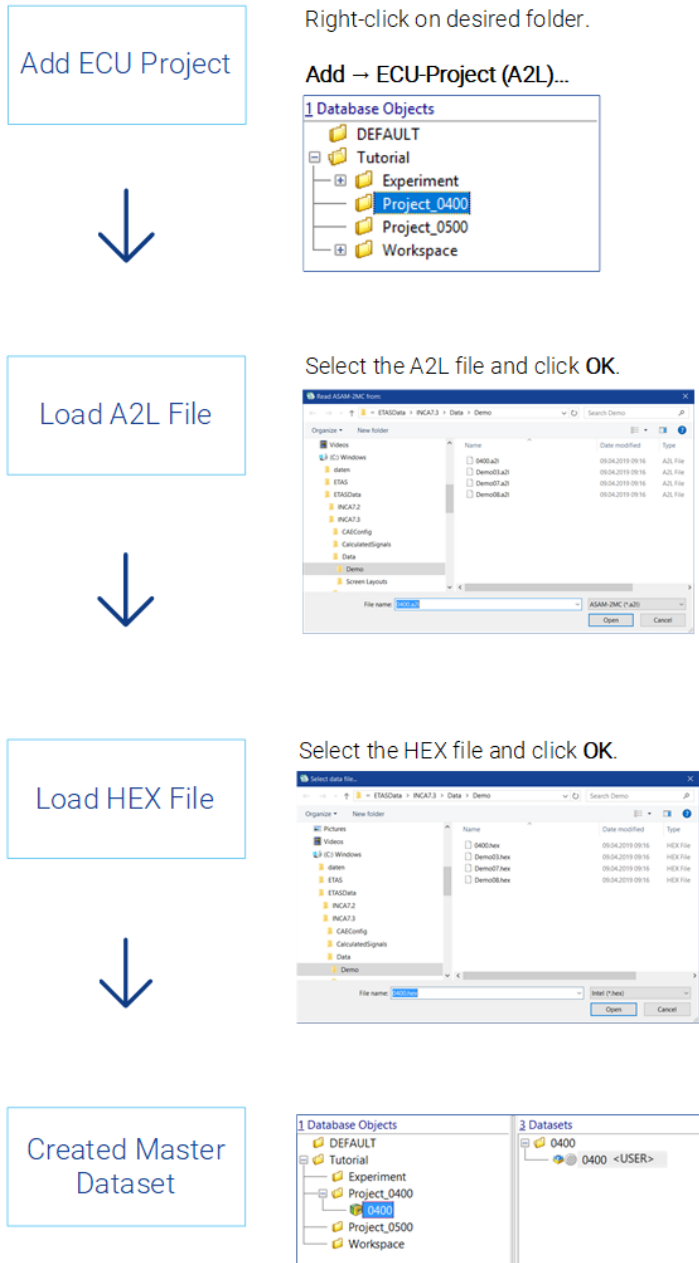 Add ECU Project
Right-click on desired folder.
Add → ECU-Project (A2L)...
1 Database Objects
DEFAULT
Tutorial
Experiment
Project_0400
Project_0500
Workspace
Load A2L File
Select the A2L file and click OK.
Read ASAM-2MC from:
ETASData › INCA7.3 › Data › Demo
Search Demo
Organize
New folder
Videos
(C:) Windows
daten
ETAS
ETASData
INCA7.2
INCA7.3
CAEConfig
CalculatedSignals
Data
Demo
Screen Layouts
Name Date modified Type
0400.a2l 09.04.2019 09:16 A2L File
Demo03.a2l 09.04.2019 09:16 A2L File
Demo07.a2l 09.04.2019 09:16 A2L File
Demo08.a2l 09.04.2019 09:16 A2L File
File name: 0400.a2l
ASAM-2MC (*.a2l)
Open Cancel
Load HEX File
Select the HEX file and click OK.
Select data file..
ETASData › INCA7.3 › Data › Demo
Search Demo
Organize
New folder
Pictures
Videos
(C:) Windows
daten
ETAS
ETASData
INCA7.2
INCA7.3
CAEConfig
CalculatedSignals
Data
Demo
Name Date modified Type
0400.hex 09.04.2019 09:16 HEX File
Demo03.hex 09.04.2019 09:16 HEX File
Demo07.hex 09.04.2019 09:16 HEX File
Demo08.hex 09.04.2019 09:16 HEX File
File name: 0400.hex
Intel (*.hex)
Open Cancel
Created Master
Dataset
1 Database Objects
DEFAULT
Tutorial
Experiment
Project_0400
0400
Project_0500
Workspace
3 Datasets
0400
0400 <USER>